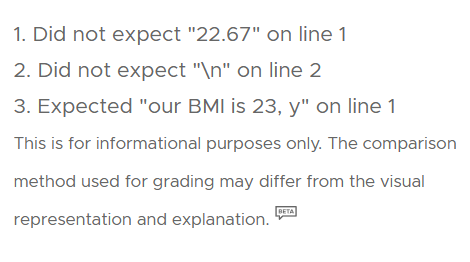 1. Did not expect "22.67" on line 1
2. Did not expect "\n" on line 2
3. Expected "our BMI is 23, y" on line 1
This is for informational purposes only. The comparison
method used for grading may differ from the visual
representation and explanation. BETA